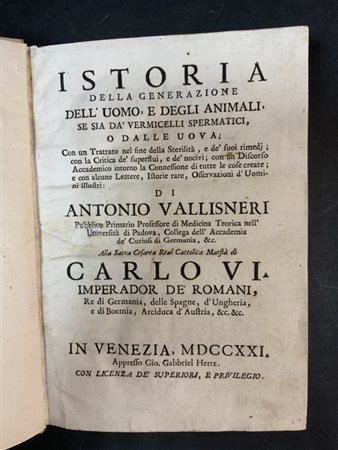 ISTORIA
DELLA GENERAZIONE
DELL' UOMO, E DEGLI ANIMALI,
SE SIA DA' VERMICELLI SPERMATICI,
O DALLE UOVA;
Con un Trattato nel fine della Sterilità, e de' suoi rimedj;
con la Critica de' superflui, e de' nocivi; con un Discorso
Accademico intorno la Connessione di tutte le cose create;
e con alcune Lettere, Istorie rare, Osservazioni d' Uomi-
ni illustri:
DI
ANTONIO VALLISNERI
Pubblico Primario Professore di Medicina Teorica nell'
Università di Padova, Collega dell' Accademia
de' Curiosi di Germania, &c.
Alla Sacra Cesarea Real Cattolica Maestà di
CARLO VI.
IMPERADOR DE' ROMANI,
Re di Germania, delle Spagne, d' Ungheria,
e di Boemia, Arciduca d' Austria, &c. &c.
IN VENEZIA, MDCCXXI.
Appresso Gio. Gabbriel Hertz.
CON LICENZA DE' SUPERIORI, E PRIVILEGIO.